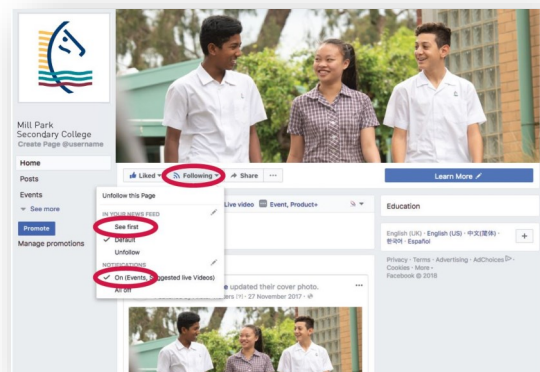 Mill Park
Secondary College
Create Page @username
Home
Posts
Events
See more
Promote
Manage promotions
Liked
Following
Share
Learn More
Unfollow this Page
IN YOUR NEWS FEED
See first
Default
Unfollow
NOTIFICATIONS
On (Events, Suggested live Videos)
All off
Live video
Event, Product+
updated their cover photo.
27 November 2017
Education
English (UK) · English (US) · 中文(简体) ·
한국어 · Español
Privacy · Terms · Advertising · AdChoices
Cookies · More
Facebook © 2018